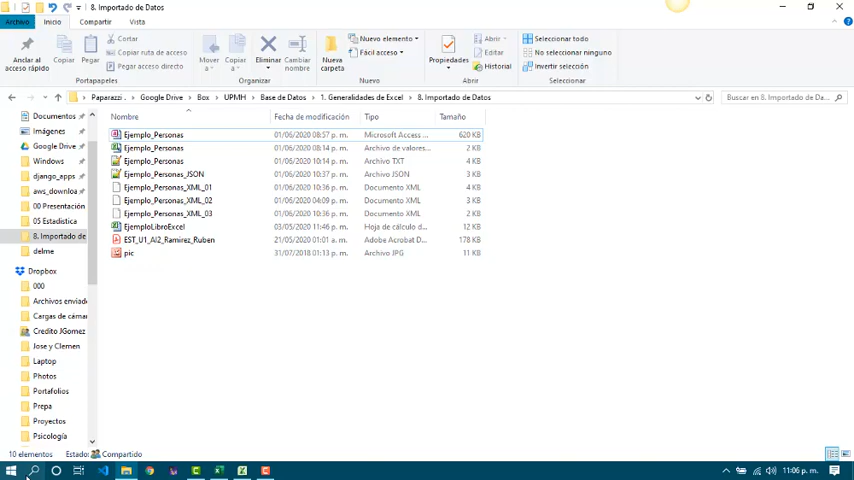 8. Importado de Datos
Archivo Inicio Compartir Vista
Anclar al acceso rápido
Copiar
Pegar
Cortar
Copiar ruta de acceso
Pegar acceso directo
Portapapeles
Mover a
Copiar a
Eliminar
Cambiar nombre
Organizar
Nueva carpeta
Nuevo elemento
Fácil acceso
Nuevo
Propiedades
Abrir
Editar
Historial
Abrir
Seleccionar todo
No seleccionar ninguno
Invertir selección
Seleccionar
Paparazzi . > Google Drive > Box > UPMH > Base de Datos > 1. Generalidades de Excel > 8. Importado de Datos
Buscar en 8. Importado de Da...
Documentos
Imágenes
Google Drive
Windows
django_apps
aws_downloa
00 Presentación
05 Estadística
8. Importado de
delme
Dropbox
000
Archivos enviado
Cargas de cámar
Credito JGomez
Jose y Clemen
Laptop
Photos
Portafolios
Prepa
Proyectos
Psicología
Nombre Fecha de modificación Tipo Tamaño
Ejemplo_Personas 01/06/2020 08:57 p. m. Microsoft Access ... 620 KB
Ejemplo_Personas 01/06/2020 08:14 p. m. Archivo de valores... 2 KB
Ejemplo_Personas 01/06/2020 10:14 p. m. Archivo TXT 4 KB
Ejemplo_Personas_JSON 01/06/2020 10:37 p. m. Archivo JSON 3 KB
Ejemplo_Personas_XML_01 01/06/2020 10:36 p. m. Documento XML 4 KB
Ejemplo_Personas_XML_02 01/06/2020 04:09 p. m. Documento XML 3 KB
Ejemplo_Personas_XML_03 01/06/2020 10:36 p. m. Documento XML 2 KB
EjemploLibroExcel 03/05/2020 11:46 p. m. Hoja de cálculo d... 12 KB
EST_U1_AI2_Ramirez_Ruben 21/05/2020 01:01 a. m. Adobe Acrobat D... 178 KB
pic 31/07/2018 01:13 p. m. Archivo JPG 11 KB
10 elementos Estado: Compartido
11:06 p. m.